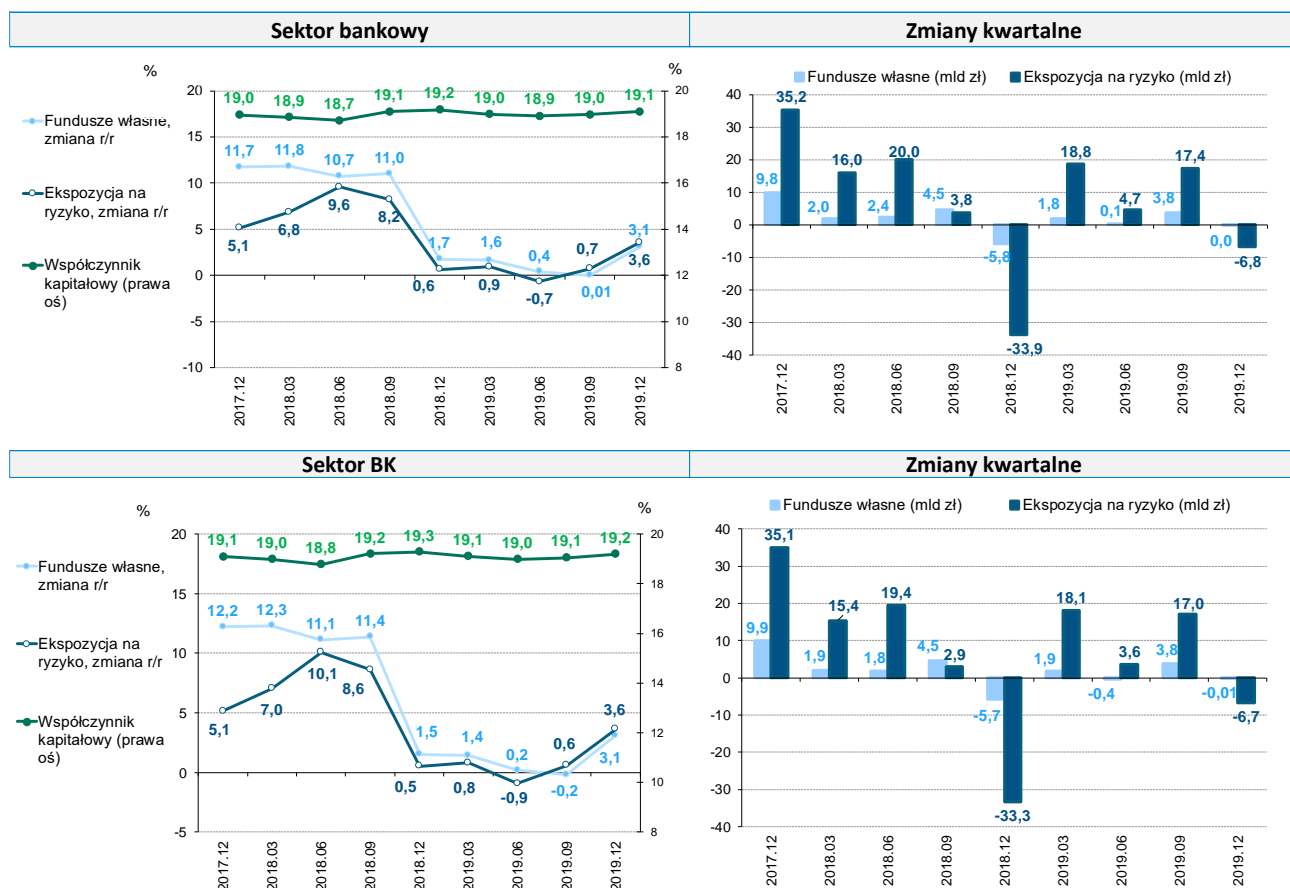 Sektor bankowy
Zmiany kwartalne
%
%
Fundusze własne,
zmiana r/r
Ekspozycja na
ryzyko, zmiana r/r
Współczynnik
kapitałowy (prawa
oś)
20
15
10
5
0
-5
-10
20
18
16
14
12
10
8
19,0 18,9 18,7 19,1 19,2 19,0 18,9 19,0 19,1
11,7 11,8 10,7 11,0 1,7 1,6 0,4 0,01 3,1
5,1 6,8 9,6 8,2 0,6 0,9 -0,7 0,7 3,6
2017.12 2018.03 2018.06 2018.09 2018.12 2019.03 2019.06 2019.09 2019.12
Fundusze własne (mld zł) Ekspozycja na ryzyko (mld zł)
40
30
20
10
0
-10
-20
-30
-40
9,8 2,0 2,4 4,5 -5,8 1,8 0,1 3,8 0,0
35,2 16,0 20,0 3,8 -33,9 18,8 4,7 17,4 -6,8
2017.12 2018.03 2018.06 2018.09 2018.12 2019.03 2019.06 2019.09 2019.12
Sektor BK
Zmiany kwartalne
%
%
Fundusze własne,
zmiana r/r
Ekspozycja na
ryzyko, zmiana r/r
Współczynnik
kapitałowy (prawa
oś)
20
15
10
5
0
-5
20
18
16
14
12
10
8
19,1 19,0 18,8 19,2 19,3 19,1 19,0 19,1 19,2
12,2 12,3 11,1 11,4 1,5 1,4 0,2 -0,2 3,1
5,1 7,0 10,1 8,6 0,5 0,8 -0,9 0,6 3,6
2017.12 2018.03 2018.06 2018.09 2018.12 2019.03 2019.06 2019.09 2019.12
Fundusze własne (mld zł) Ekspozycja na ryzyko (mld zł)
40
30
20
10
0
-10
-20
-30
-40
9,9 1,9 1,8 4,5 -5,7 1,9 -0,4 3,8 -0,01
35,1 15,4 19,4 2,9 -33,3 18,1 3,6 17,0 -6,7
2017.12 2018.03 2018.06 2018.09 2018.12 2019.03 2019.06 2019.09 2019.12